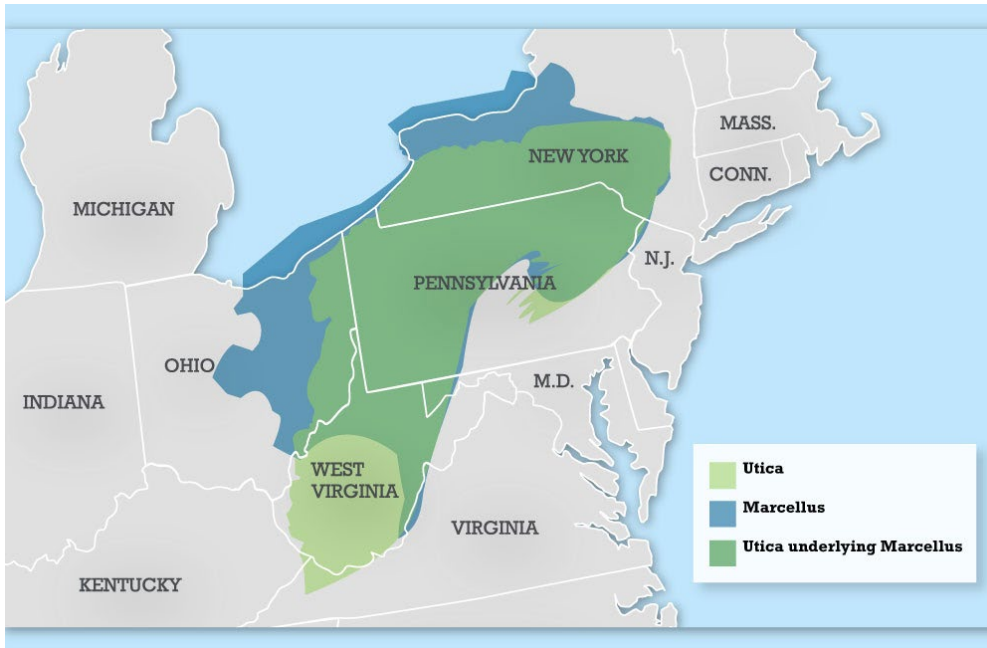 MASS.
NEW YORK
CONN.
MICHIGAN
N.J.
PENNSYLVANIA
OHIO
M.D.
INDIANA
WEST
VIRGINIA
VIRGINIA
KENTUCKY
Utica
Marcellus
Utica underlying Marcellus